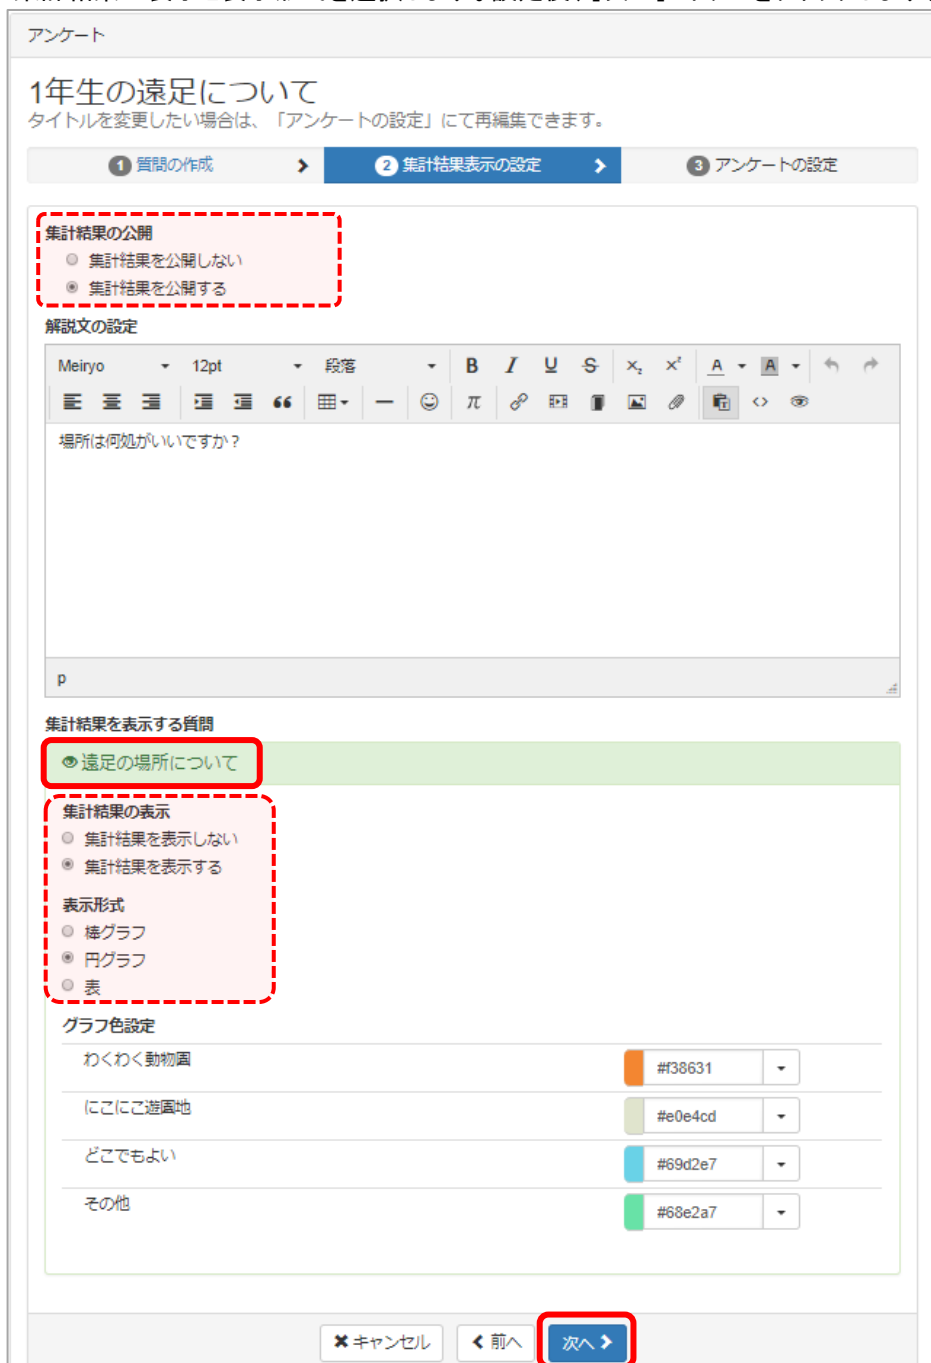 アンケート
1年生の遠足について
タイトルを変更したい場合は、「アンケートの設定」にて再編集できます。
1 質問の作成 2 集計結果表示の設定 3 アンケートの設定
集計結果の公開
集計結果を公開しない
集計結果を公開する
解説文の設定
Meiryo 12pt 段落 B I U S x₂ x² A A
π
場所は何処がいいですか？
p
集計結果を表示する質問
遠足の場所について
集計結果の表示
集計結果を表示しない
集計結果を表示する
表示形式
棒グラフ
円グラフ
表
グラフ色設定
わくわく動物園 #f38631
にこにこ遊園地 #e0e4cd
どこでもよい #69d2e7
その他 #68e2a7
キャンセル 前へ 次へ